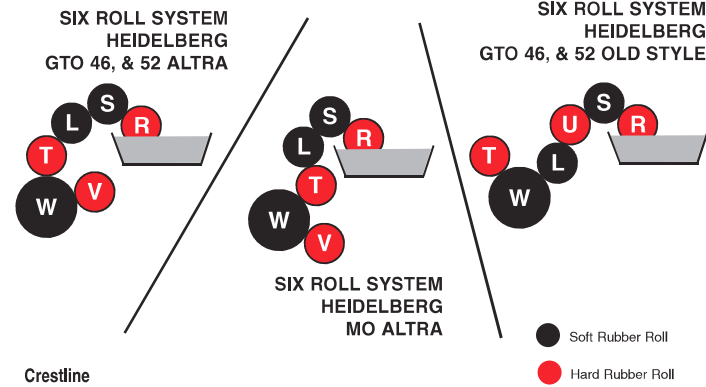 SIX ROLL SYSTEM
HEIDELBERG
GTO 46, & 52 ALTRA
S
L
R
T
V
W
SIX ROLL SYSTEM
HEIDELBERG
MO ALTRA
S
R
L
T
W
V
SIX ROLL SYSTEM
HEIDELBERG
GTO 46, & 52 OLD STYLE
S
U
R
T
L
W
Soft Rubber Roll
Hard Rubber Roll
Crestline